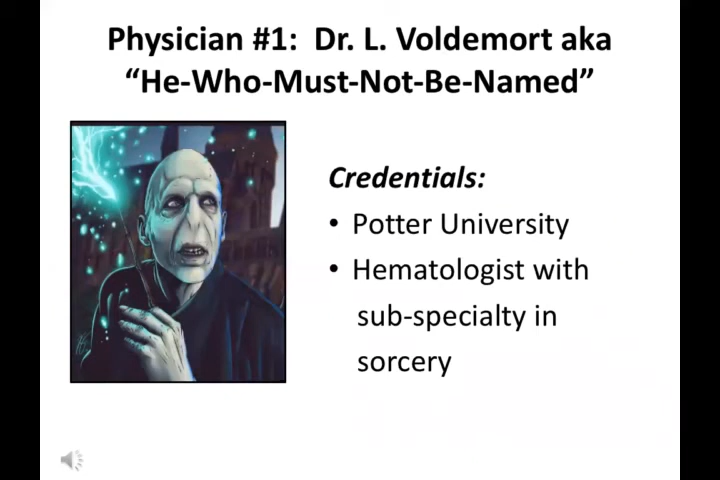 Physician #1: Dr. L. Voldemort aka
“He-Who-Must-Not-Be-Named”
Credentials:
• Potter University
• Hematologist with
sub-specialty in
sorcery